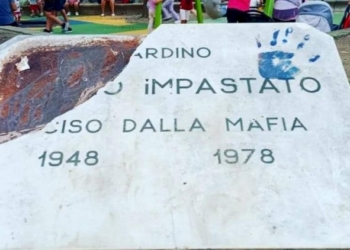 ARDINO
O iMPASTATO
CISO DALLA MAFIA
1948 1978